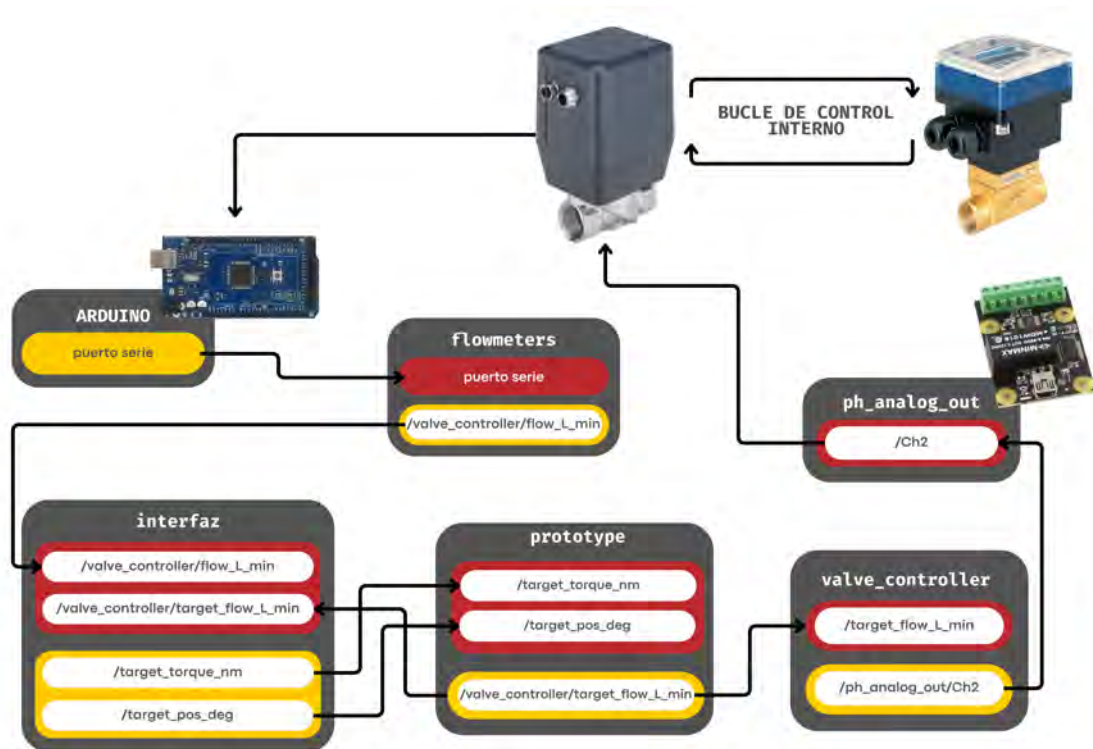 BUCLE DE CONTROL
INTERNO
ARDUINO
puerto serie
flowmeters
puerto serie
/valve_controller/flow_L_min
ph_analog_out
/Ch2
MINMAX
interfaz
/valve_controller/flow_L_min
/valve_controller/target_flow_L_min
/target_torque_nm
/target_pos_deg
prototype
/target_torque_nm
/target_pos_deg
/valve_controller/target_flow_L_min
valve_controller
/target_flow_L_min
/ph_analog_out/Ch2